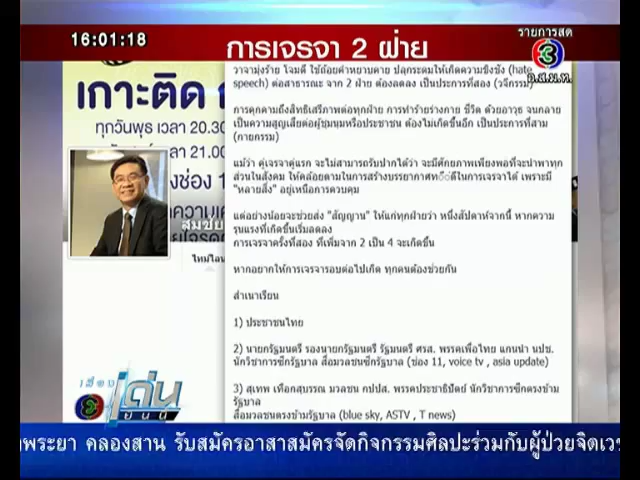 16:01:18
การเจรจา 2 ฝ่าย
รายการสด
3
อ.ส.ม.ท.
เกาะติด
ทุกวันพุธ เวลา 20.30
21.00
ช่อง 1
สมชัย
วาจามุ่งร้าย โจมตี ใช้ถ้อยคำหยาบคาย ปลุกระดมให้เกิดความชิงชัง (hate
speech) ต่อสาธารณะ จาก 2 ฝ่าย ต้องลดลง เป็นประการที่สอง (วจีกรรม)
การคุกคามถึงสิทธิเสรีภาพต่อทุกฝ่าย การทำร้ายร่างกาย ชีวิต ด้วยอาวุธ จนกลาย
เป็นความสูญเสียต่อผู้ชุมนุมหรือประชาชน ต้องไม่เกิดขึ้นอีก เป็นประการที่สาม
(กายกรรม)
แม้ว่า คู่เจรจาคู่แรก จะไม่สามารถรับปากได้ว่า จะมีศักยภาพเพียงพอที่จะนำพาทุก
ส่วนในสังคม ให้คล้อยตามในการสร้างบรรยากาศที่ดีในการเจรจาได้ เพราะมี
"หลายสิ่ง" อยู่เหนือการควบคุม
แต่อย่างน้อยจะช่วยส่ง "สัญญาน" ให้แก่ทุกฝ่ายว่า หนึ่งสัปดาห์จากนี้ หากความ
รุนแรงที่เกิดขึ้นเริ่มลดลง
การเจรจาครั้งที่สอง ที่เพิ่มจาก 2 เป็น 4 จะเกิดขึ้น
หากอยากให้การเจรจารอบต่อไปเกิด ทุกคนต้องช่วยกัน
สำเนาเรียน
1) ประชาชนไทย
2) นายกรัฐมนตรี รองนายกรัฐมนตรี รัฐมนตรี ศรส. พรรคเพื่อไทย แกนนำ นปช.
นักวิชาการซีกรัฐบาล สื่อมวลชนซีกรัฐบาล (ช่อง 11, voice tv , asia update)
3) สุเทพ เทือกสุบรรณ มวลชน กปปส. พรรคประชาธิปัตย์ นักวิชาการซีกตรงข้าม
รัฐบาล
สื่อมวลชนตรงข้ามรัฐบาล (blue sky, ASTV , T news)
เรื่องเด่น
เย็นนี้
3
พระยา คลองสาน รับสมัครอาสาสมัครจัดกิจกรรมศิลปะร่วมกับผู้ป่วยจิตเวช